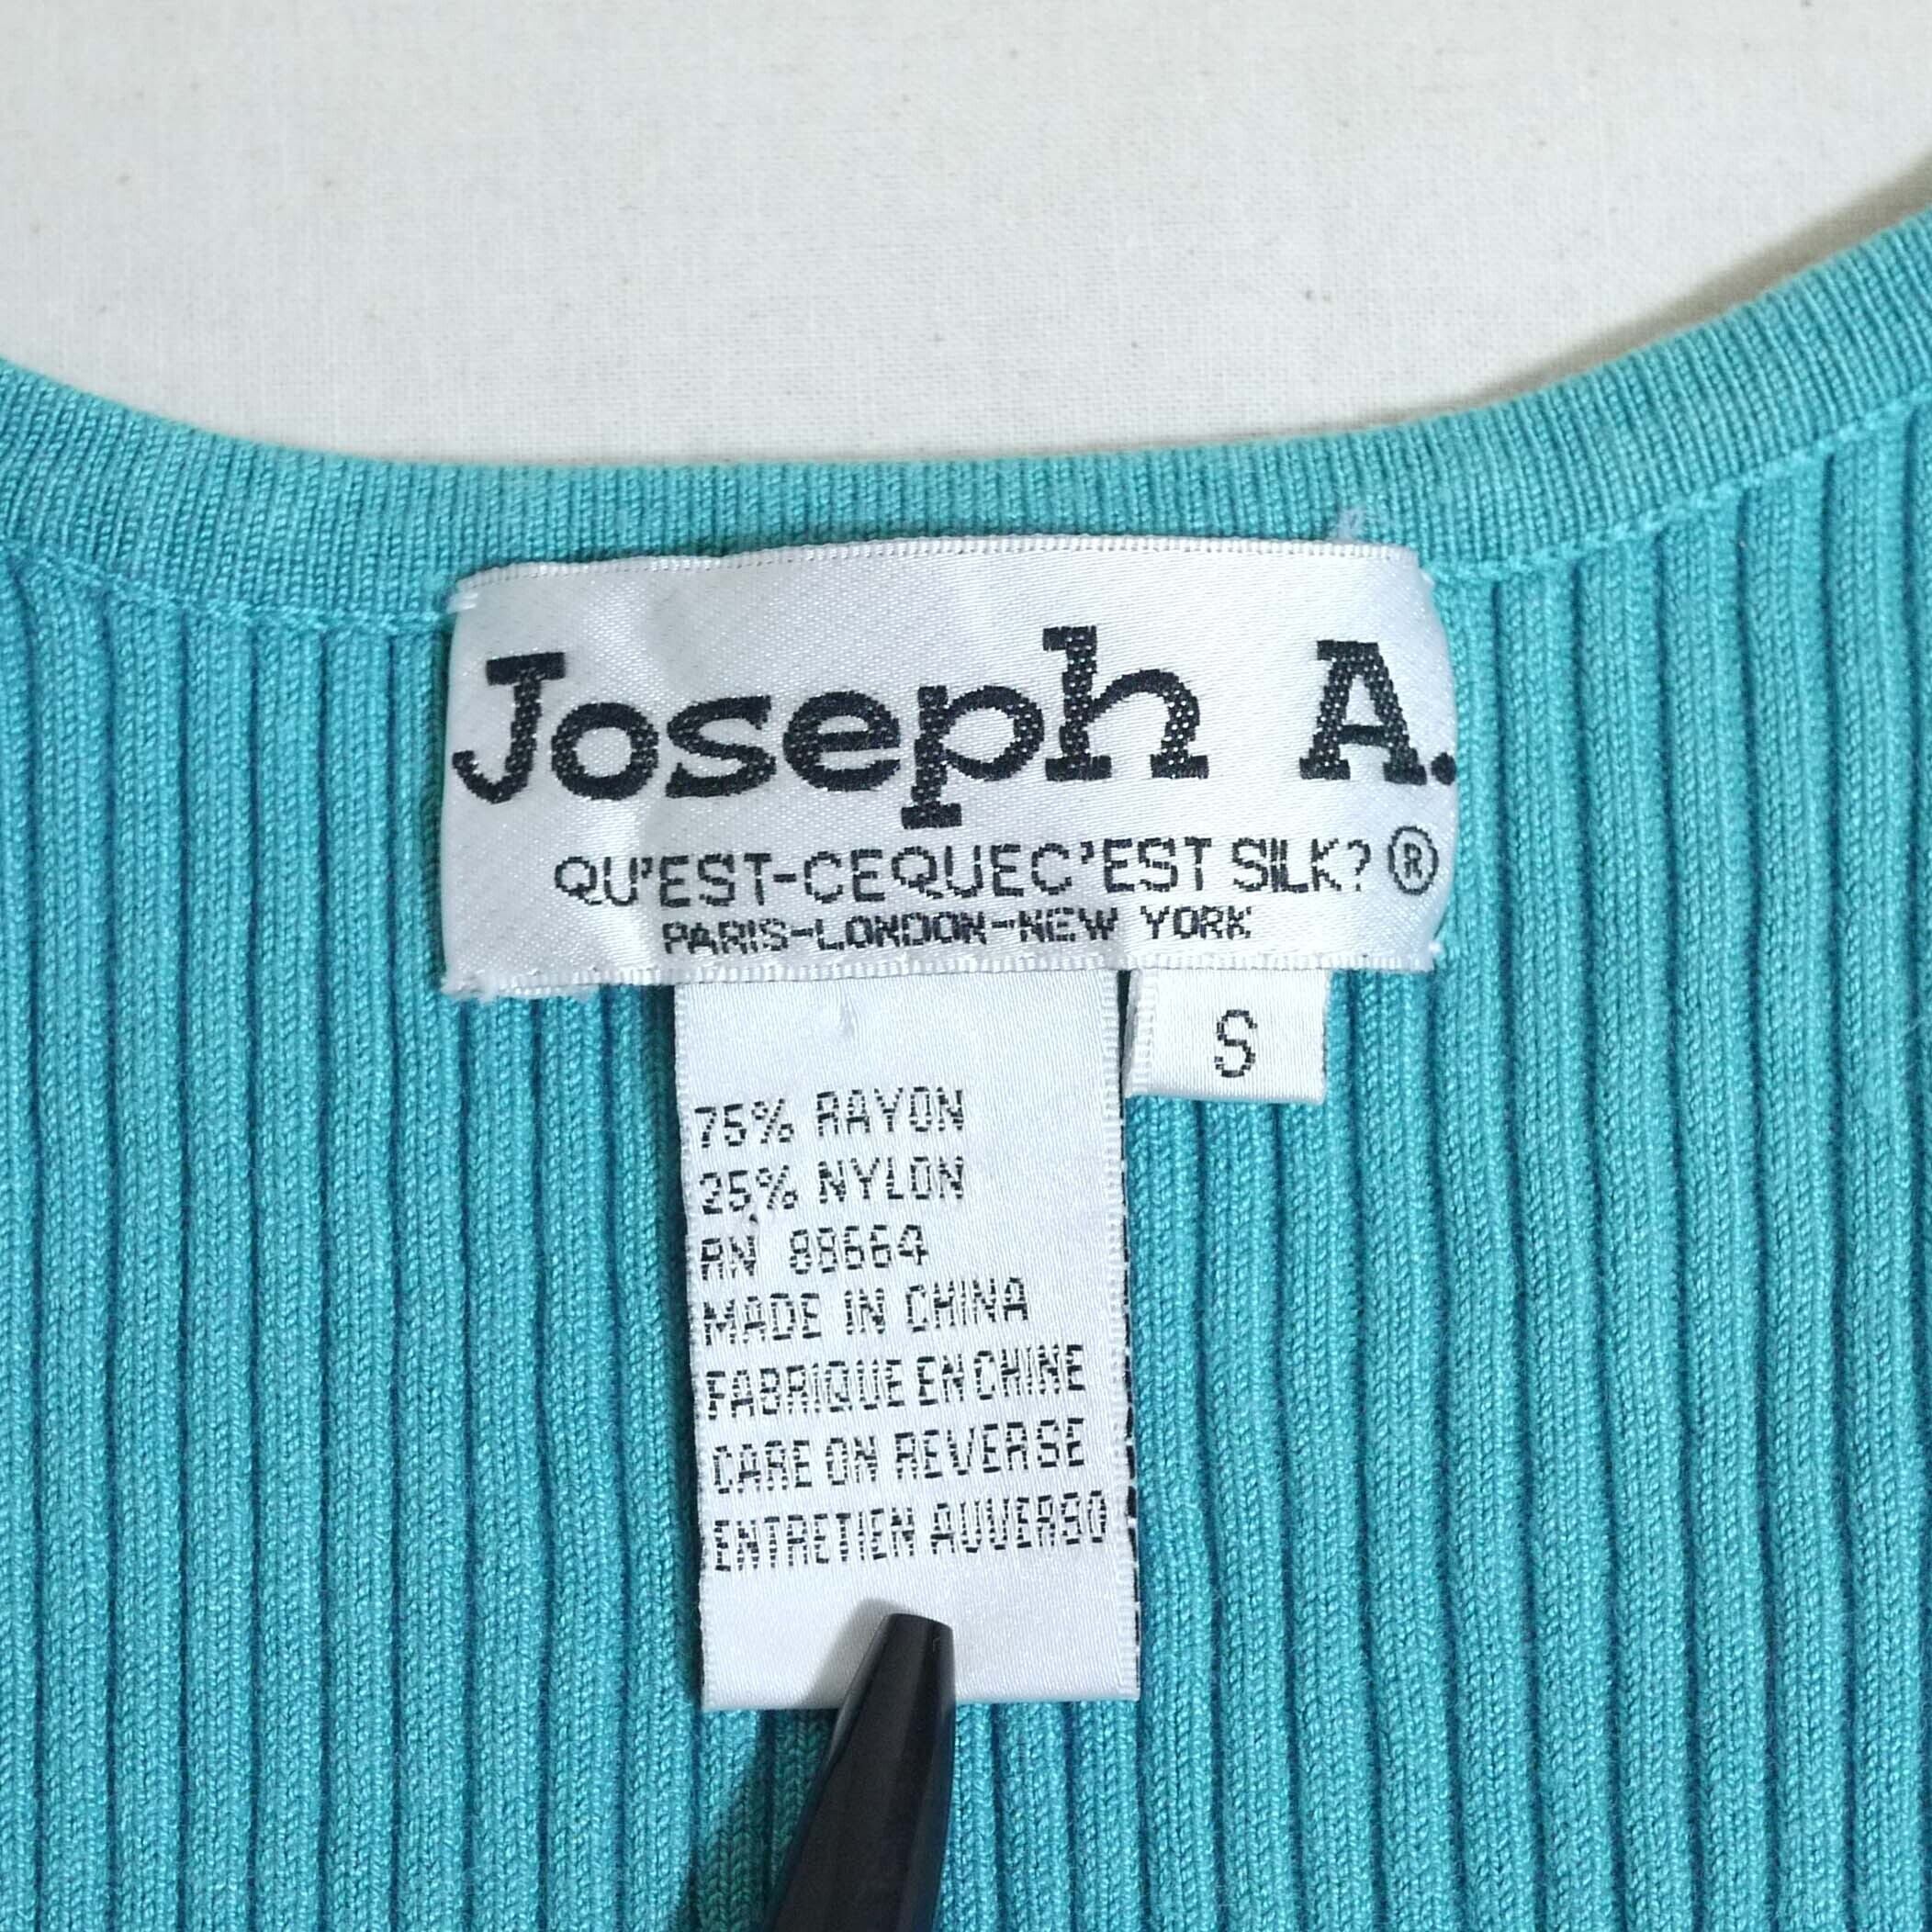 Joseph A.
QU'EST-CEQUEC'EST SILK? ®
PARIS-LONDON-NEW YORK
S
75% RAYON
25% NYLON
RN 88664
MADE IN CHINA
FABRIQUE EN CHINE
CARE ON REVERSE
ENTRETIEN AUVERSO